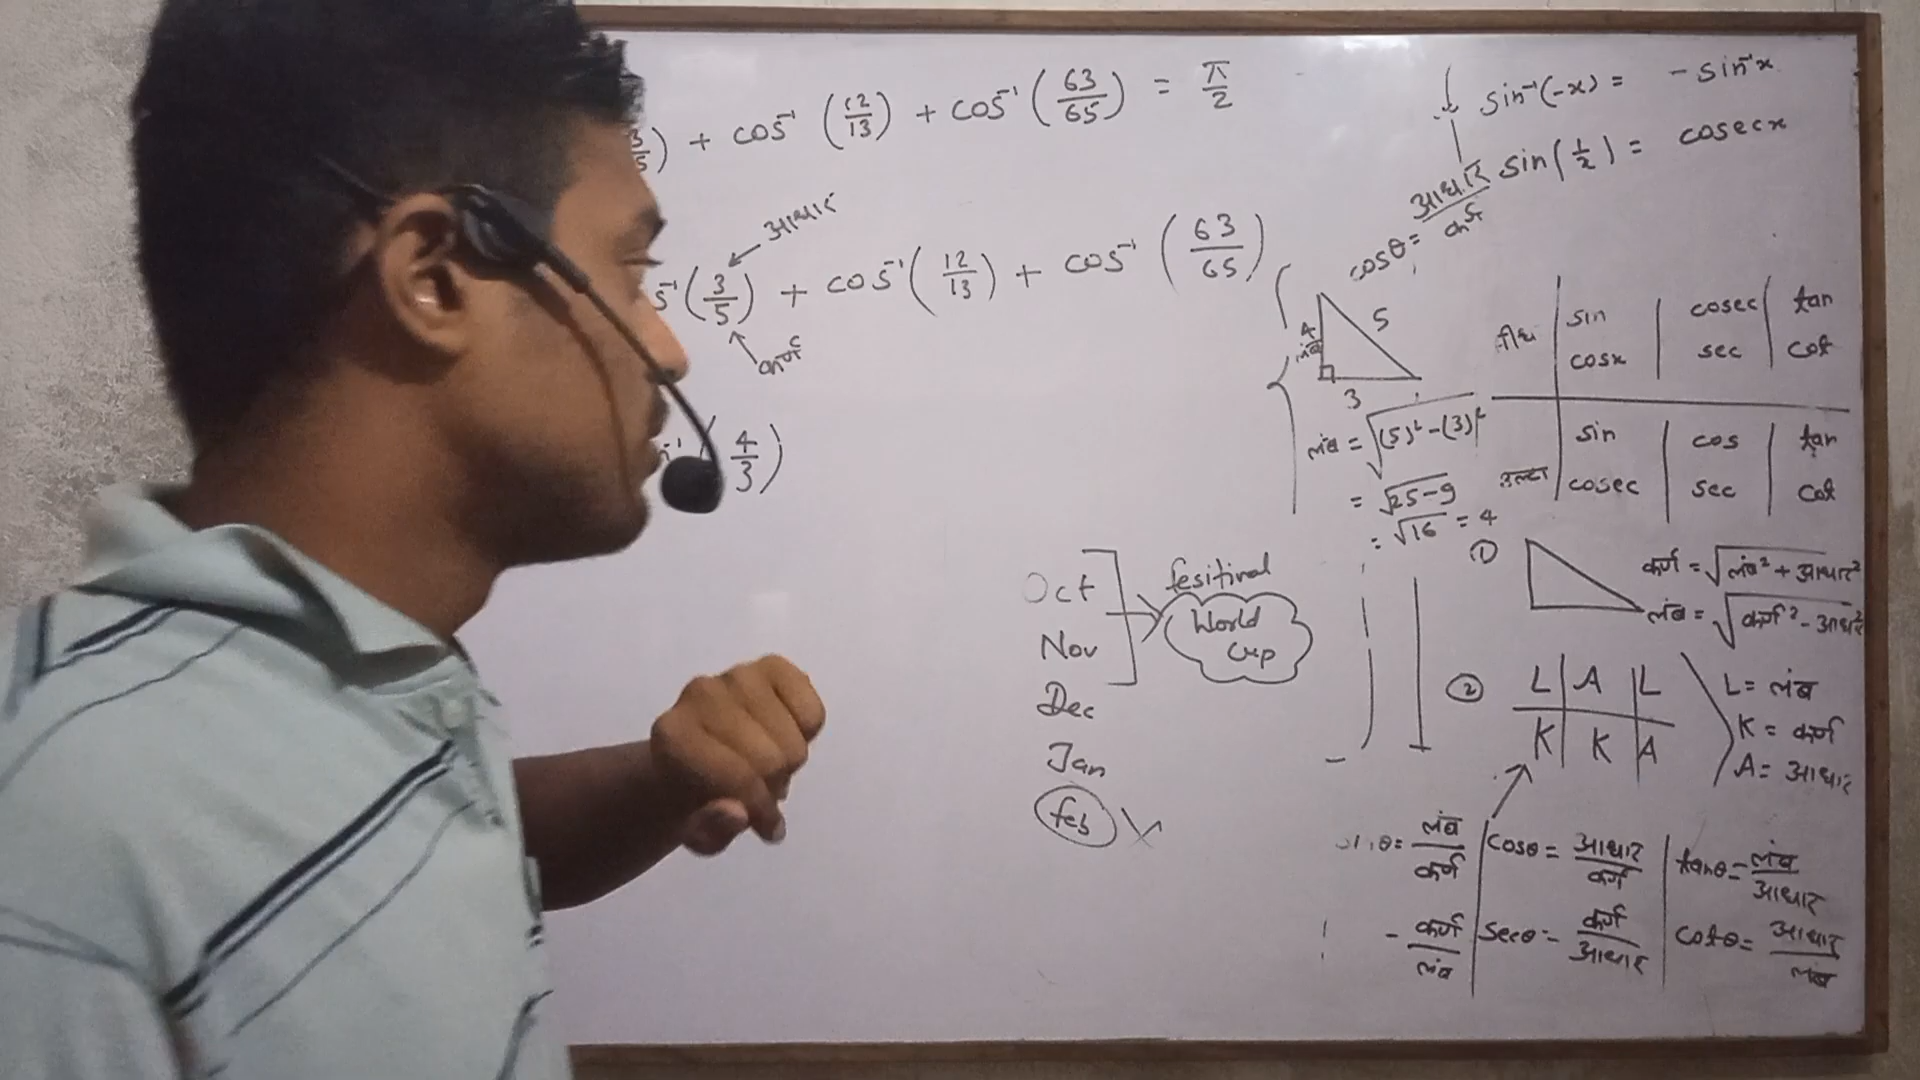 3/5) + cos⁻¹ (12/13) + cos⁻¹ (63/65) = π/2
आधार
s⁻¹ (3/5) + cos⁻¹ (12/13) + cos⁻¹ (63/65)
कर्ण
n⁻¹ (4/3)
Oct
Nov
Dec
Jan
feb
fesitival
World
Cup
sin⁻¹(-x) = -sin⁻¹x
sin(1/x) = cosecx
cosθ = आधार/कर्ण
4
लंब
5
3
लंब = √(5)² - (3)²
= √25-9
= √16 = 4
sin | cosec | tan
cosx | sec | cot
उल्टा
sin | cos | tan
cosec | sec | cot
①
कर्ण = √लंब² + आधार²
लंब = √कर्ण² - आधार²
②
L | A | L
K | K | A
L = लंब
K = कर्ण
A = आधार
θ = लंब/कर्ण | cosθ = आधार/कर्ण | tanθ = लंब/आधार
- कर्ण/लंब | secθ = कर्ण/आधार | cotθ = आधार/लंब